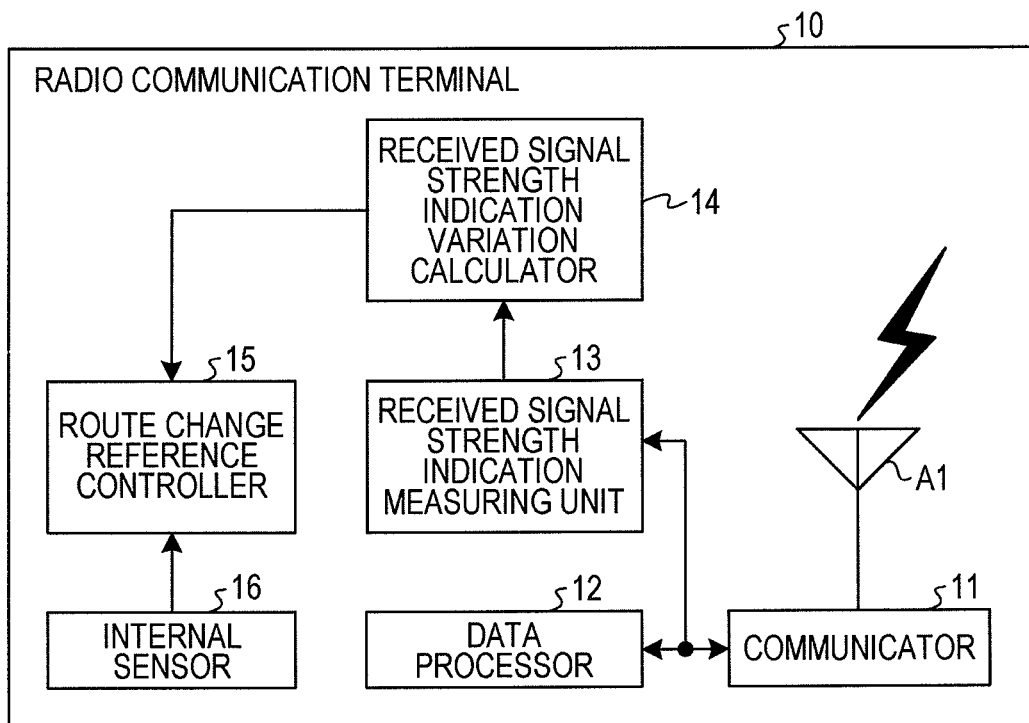 10
RADIO COMMUNICATION TERMINAL
RECEIVED SIGNAL
STRENGTH
INDICATION
VARIATION
CALCULATOR
14
15
ROUTE CHANGE
REFERENCE
CONTROLLER
13
RECEIVED SIGNAL
STRENGTH
INDICATION
MEASURING UNIT
A1
16
INTERNAL
SENSOR
12
DATA
PROCESSOR
11
COMMUNICATOR